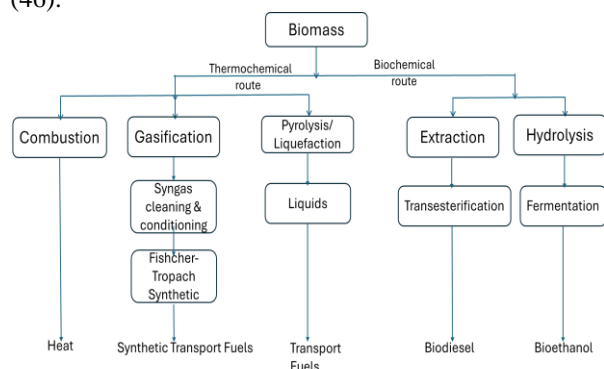 (46).
Biomass
Thermochemical
route
Biochemical
route
Combustion
Gasification
Pyrolysis/
Liquefaction
Extraction
Hydrolysis
Syngas
cleaning &
conditioning
Liquids
Transesterification
Fermentation
Fishcher-
Tropach
Synthetic
Heat
Synthetic Transport Fuels
Transport
Fuels
Biodiesel
Bioethanol